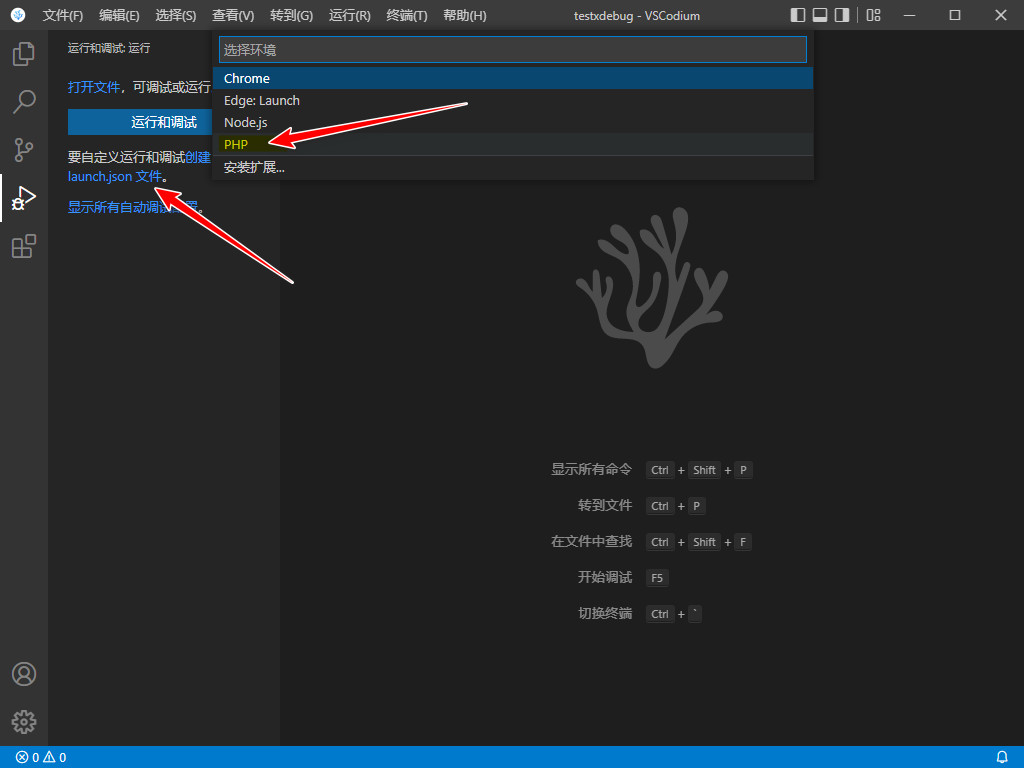 文件(F) 编辑(E) 选择(S) 查看(V) 转到(G) 运行(R) 终端(T) 帮助(H) testxdebug - VSCodium
运行和调试: 运行
选择环境
Chrome
Edge: Launch
Node.js
PHP
安装扩展...
打开文件，可调试或运行
运行和调试
要自定义运行和调试创建
launch.json 文件。
显示所有自动调试配置。
显示所有命令 Ctrl + Shift + P
转到文件 Ctrl + P
在文件中查找 Ctrl + Shift + F
开始调试 F5
切换终端 Ctrl + `
0 0